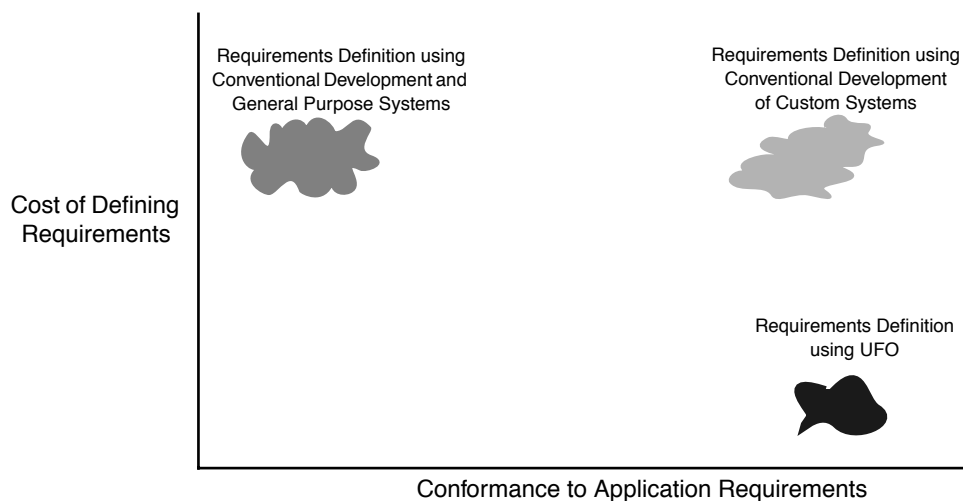 Requirements Definition using
Conventional Development and
General Purpose Systems
Requirements Definition using
Conventional Development
of Custom Systems
Cost of Defining
Requirements
Requirements Definition
using UFO
Conformance to Application Requirements